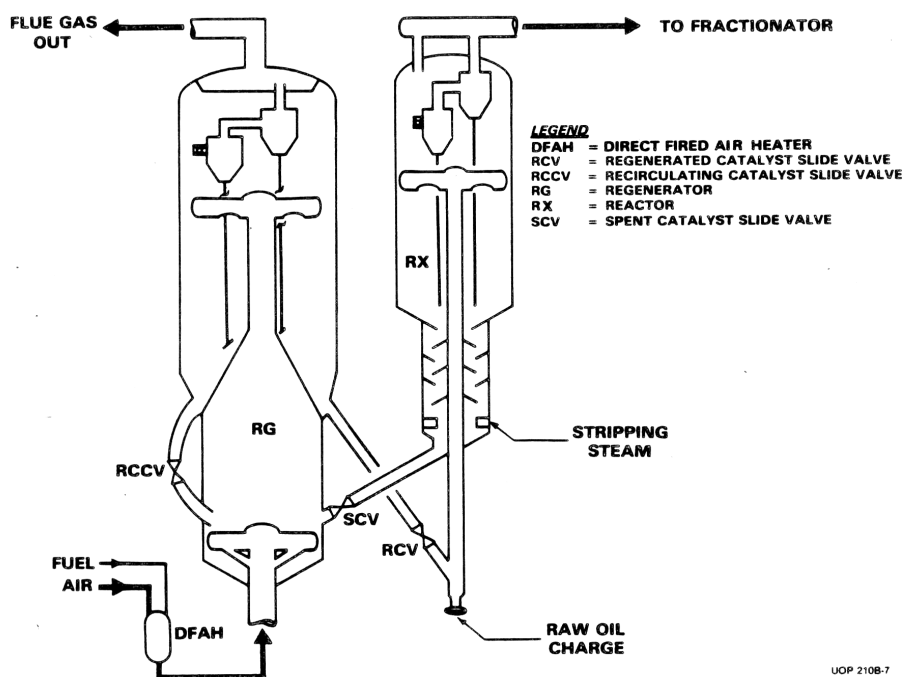 FLUE GAS
OUT
TO FRACTIONATOR
LEGEND
DFAH = DIRECT FIRED AIR HEATER
RCV = REGENERATED CATALYST SLIDE VALVE
RCCV = RECIRCULATING CATALYST SLIDE VALVE
RG = REGENERATOR
RX = REACTOR
SCV = SPENT CATALYST SLIDE VALVE
RX
RG
STRIPPING
STEAM
RCCV
SCV
RCV
FUEL
AIR
DFAH
RAW OIL
CHARGE
UOP 210B-7